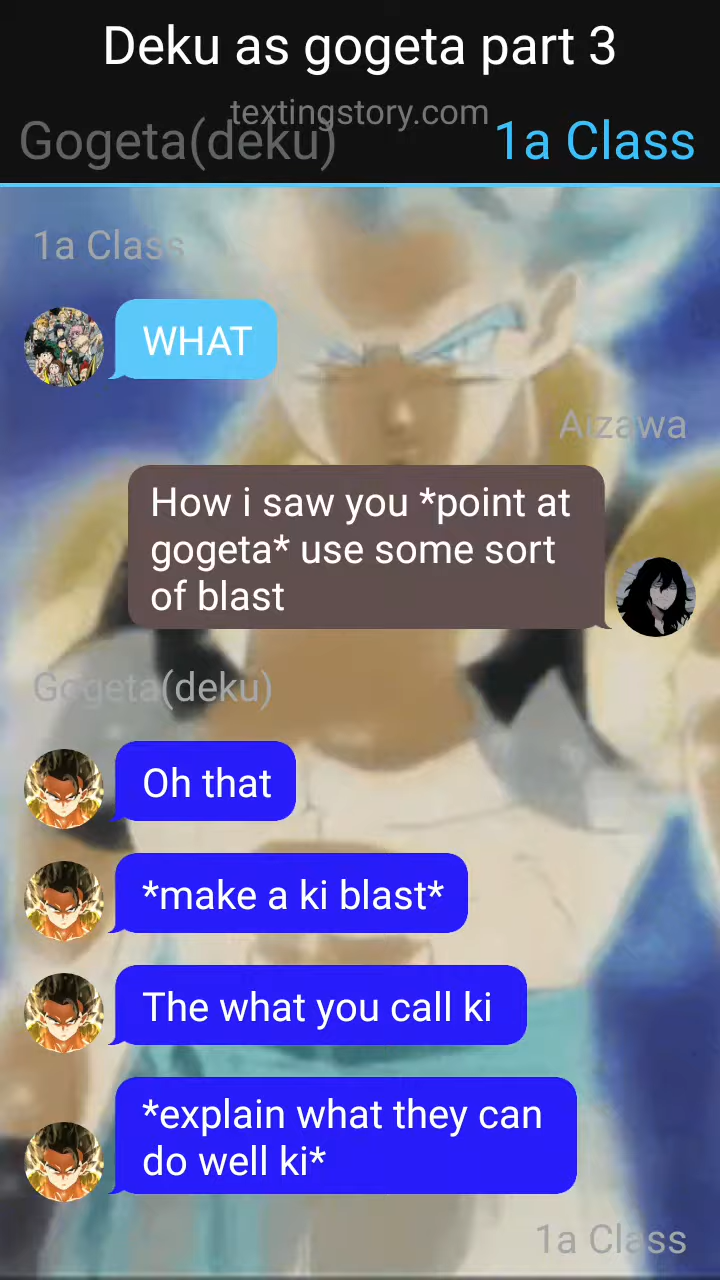 Deku as gogeta part 3
textingstory.com
Gogeta(deku)
1a Class
1a Class
WHAT
Aizawa
How i saw you *point at
gogeta* use some sort
of blast
Gogeta(deku)
Oh that
*make a ki blast*
The what you call ki
*explain what they can
do well ki*
1a Class